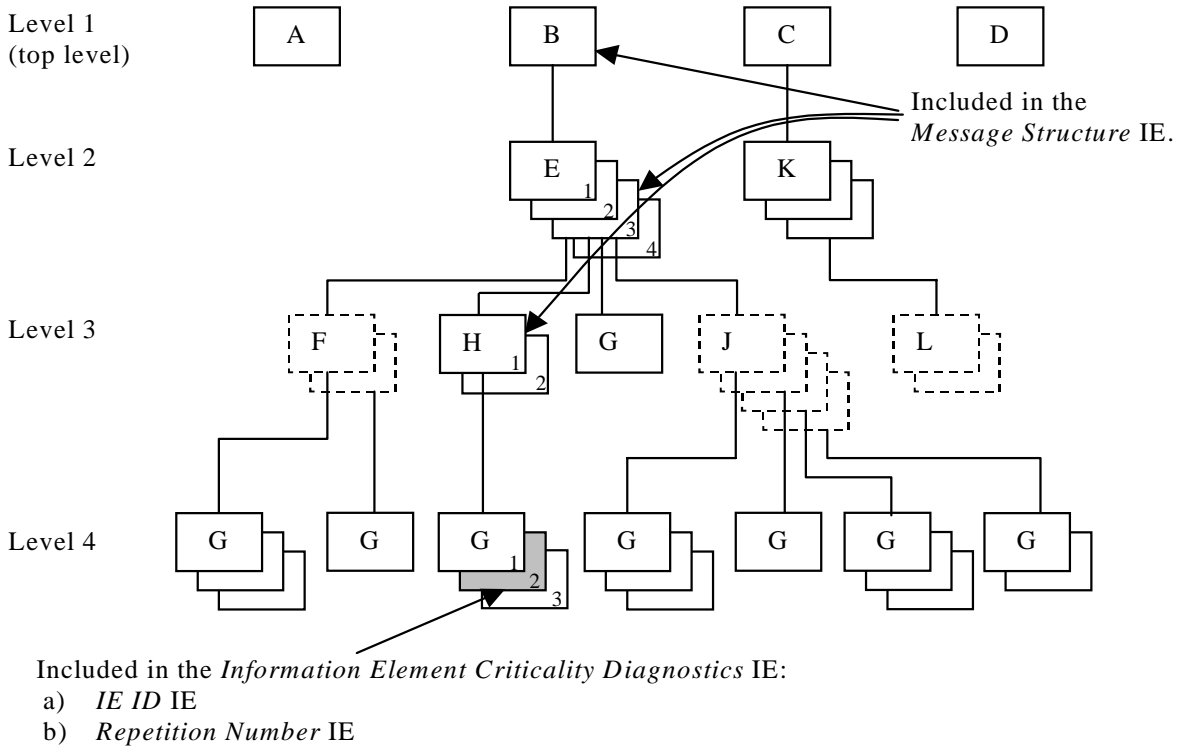 Level 1
(top level)
A
B
C
D
Included in the
Message Structure IE.
Level 2
E
1
2
3
4
K
Level 3
F
H
1
2
G
J
L
Level 4
G
G
G
1
2
3
G
G
G
G
Included in the Information Element Criticality Diagnostics IE:
a) IE ID IE
b) Repetition Number IE